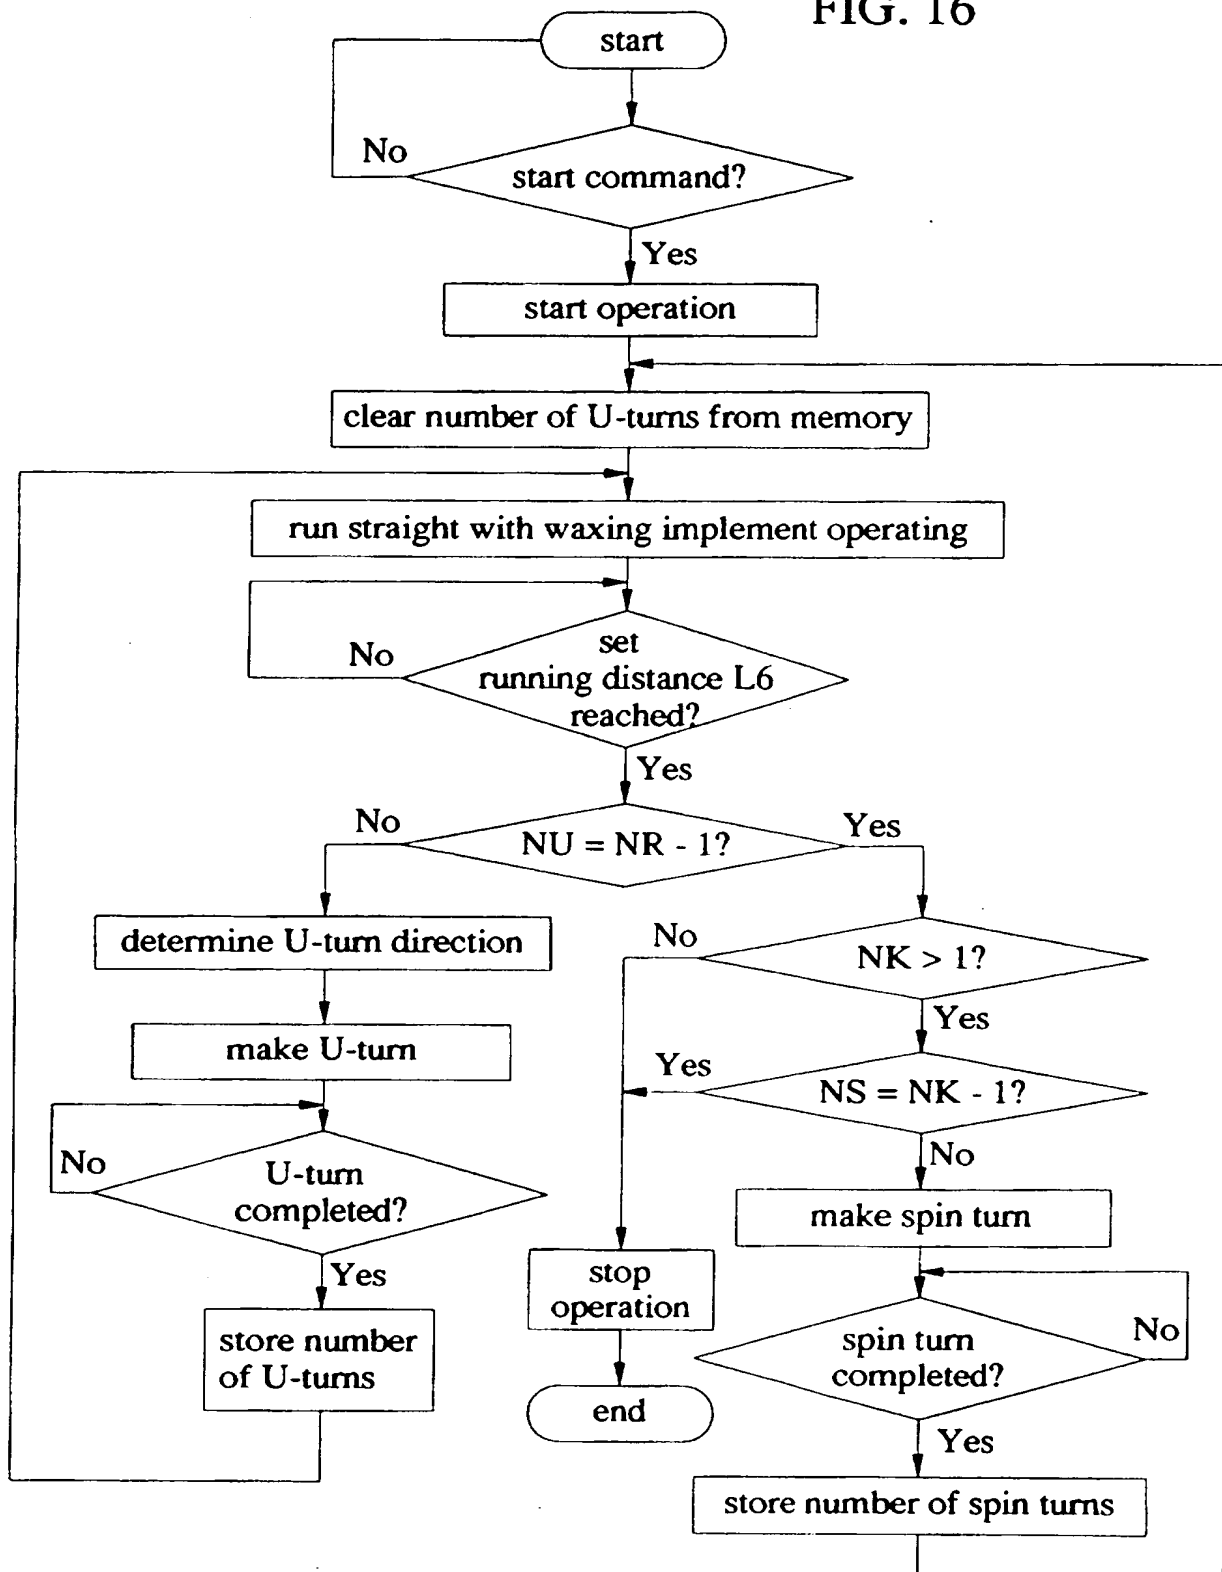 FIG. 16
start
No
start command?
Yes
start operation
clear number of U-turns from memory
run straight with waxing implement operating
No
set
running distance L6
reached?
Yes
No
NU = NR - 1?
Yes
determine U-turn direction
No
NK > 1?
Yes
make U-turn
Yes
NS = NK - 1?
No
No
U-turn
completed?
Yes
make spin turn
stop
operation
No
spin turn
completed?
store number
of U-turns
end
Yes
store number of spin turns